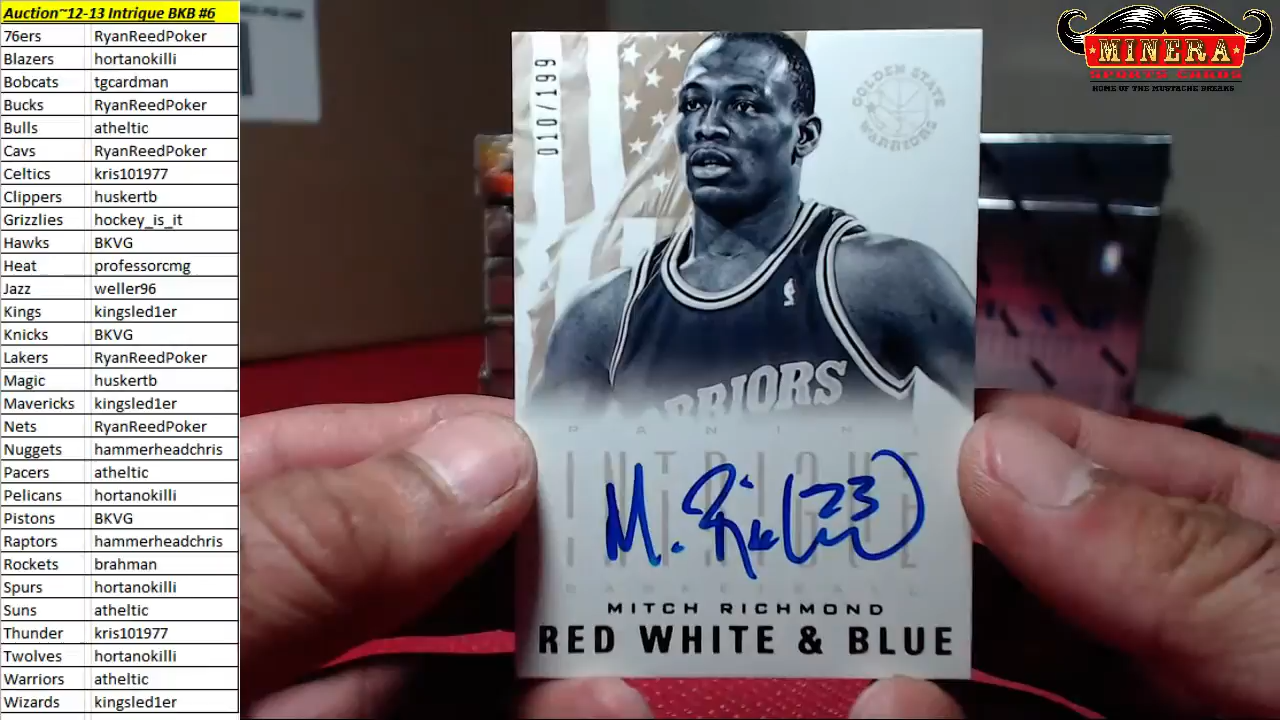 Auction~12-13 Intrique BKB #6
76ers RyanReedPoker
Blazers hortanokilli
Bobcats tgcardman
Bucks RyanReedPoker
Bulls atheltic
Cavs RyanReedPoker
Celtics kris101977
Clippers huskertb
Grizzlies hockey_is_it
Hawks BKVG
Heat professorcmg
Jazz weller96
Kings kingsled1er
Knicks BKVG
Lakers RyanReedPoker
Magic huskertb
Mavericks kingsled1er
Nets RyanReedPoker
Nuggets hammerheadchris
Pacers atheltic
Pelicans hortanokilli
Pistons BKVG
Raptors hammerheadchris
Rockets brahman
Spurs hortanokilli
Suns atheltic
Thunder kris101977
Twolves hortanokilli
Warriors atheltic
Wizards kingsled1er
MINERA
SPORTS CARDS
HOME OF THE MUSTACHE BREAKS
010/199
GOLDEN STATE
WARRIORS
WARRIORS
PANINI
INTRIGUE
INTRIGUE
BASKETBALL
M. Rich 23
MITCH RICHMOND
RED WHITE & BLUE